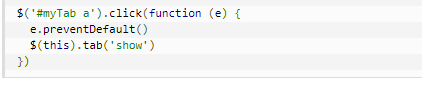 $('#myTab a').click(function (e) {
  e.preventDefault()
  $(this).tab('show')
})